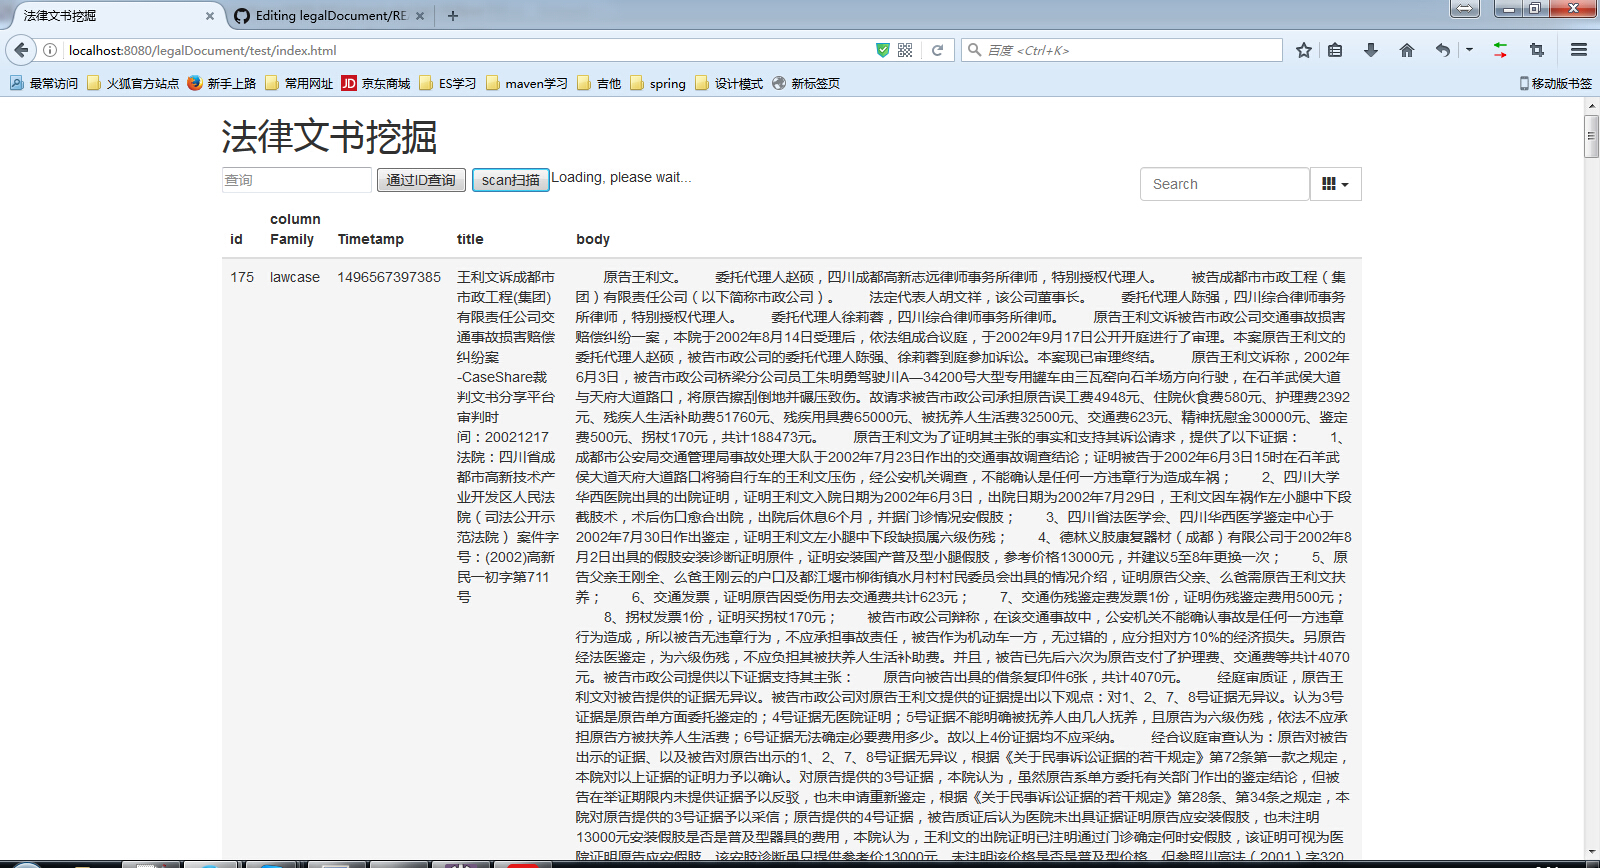 法律文书挖掘
Editing legalDocument/RE
localhost:8080/legalDocument/test/index.html
百度 <Ctrl+K>
最常访问 火狐官方站点 新手上路 常用网址 JD 京东商城 ES学习 maven学习 吉他 spring 设计模式 新标签页 移动版书签
法律文书挖掘
查询 通过ID查询 scan扫描 Loading, please wait... Search
id column Family Timetamp title body
175 lawcase 1496567397385
王利文诉成都市
市政工程(集团)
有限责任公司交
通事故损害赔偿
纠纷案
-CaseShare裁
判文书分享平台
审判时
间：20021217
法院：四川省成
都市高新技术产
业开发区人民法
院（司法公开示
范法院） 案件字
号：(2002)高新
民一初字第711
号
原告王利文。 委托代理人赵硕，四川成都高新志远律师事务所律师，特别授权代理人。 被告成都市市政工程（集
团）有限责任公司（以下简称市政公司）。 法定代表人胡文祥，该公司董事长。 委托代理人陈强，四川综合律师事务
所律师，特别授权代理人。 委托代理人徐莉蓉，四川综合律师事务所律师。 原告王利文诉被告市政公司交通事故损害
赔偿纠纷一案，本院于2002年8月14日受理后，依法组成合议庭，于2002年9月17日公开开庭进行了审理。本案原告王利文的
委托代理人赵硕，被告市政公司的委托代理人陈强、徐莉蓉到庭参加诉讼。本案现已审理终结。 原告王利文诉称，2002年
6月3日，被告市政公司桥梁分公司员工朱明勇驾驶川A—34200号大型专用罐车由三瓦窑向石羊场方向行驶，在石羊武侯大道
与天府大道路口，将原告擦刮倒地并碾压致伤。故请求被告市政公司承担原告误工费4948元、住院伙食费580元、护理费2392
元、残疾人生活补助费51760元、残疾用具费65000元、被抚养人生活费32500元、交通费623元、精神抚慰金30000元、鉴定
费500元、拐杖170元，共计188473元。 原告王利文为了证明其主张的事实和支持其诉讼请求，提供了以下证据： 1、
成都市公安局交通管理局事故处理大队于2002年7月23日作出的交通事故调查结论；证明被告于2002年6月3日15时在石羊武
侯大道天府大道路口将骑自行车的王利文压伤，经公安机关调查，不能确认是任何一方违章行为造成车祸； 2、四川大学
华西医院出具的出院证明，证明王利文入院日期为2002年6月3日，出院日期为2002年7月29日，王利文因车祸作左小腿中下段
截肢术，术后伤口愈合出院，出院后休息6个月，并据门诊情况安假肢； 3、四川省法医学会、四川华西医学鉴定中心于
2002年7月30日作出鉴定，证明王利文左小腿中下段缺损属六级伤残； 4、德林义肢康复器材（成都）有限公司于2002年8
月2日出具的假肢安装诊断证明原件，证明安装国产普及型小腿假肢，参考价格13000元，并建议5至8年更换一次； 5、原
告父亲王刚全、么爸王刚云的户口及都江堰市柳街镇水月村村民委员会出具的情况介绍，证明原告父亲、么爸需原告王利文扶
养； 6、交通发票，证明原告因受伤用去交通费共计623元； 7、交通伤残鉴定费发票1份，证明伤残鉴定费用500元；
8、拐杖发票1份，证明买拐杖170元； 被告市政公司辩称，在该交通事故中，公安机关不能确认事故是任何一方违章
行为造成，所以被告无违章行为，不应承担事故责任，被告作为机动车一方，无过错的，应分担对方10%的经济损失。另原告
经法医鉴定，为六级伤残，不应负担其被扶养人生活补助费。并且，被告已先后六次为原告支付了护理费、交通费等共计4070
元。被告市政公司提供以下证据支持其主张： 原告向被告出具的借条复印件6张，共计4070元。 经庭审质证，原告王
利文对被告提供的证据无异议。被告市政公司对原告王利文提供的证据提出以下观点：对1、2、7、8号证据无异议。认为3号
证据是原告单方面委托鉴定的；4号证据无医院证明；5号证据不能明确被抚养人由几人抚养，且原告为六级伤残，依法不应承
担原告方被扶养人生活费；6号证据无法确定必要费用多少。故以上4份证据均不应采纳。 经合议庭审查认为：原告对被告
出示的证据、以及被告对原告出示的1、2、7、8号证据无异议，根据《关于民事诉讼证据的若干规定》第72条第一款之规定，
本院对以上证据的证明力予以确认。对原告提供的3号证据，本院认为，虽然原告系单方委托有关部门作出的鉴定结论，但被
告在举证期限内未提供证据予以反驳，也未申请重新鉴定，根据《关于民事诉讼证据的若干规定》第28条、第34条之规定，本
院对原告提供的3号证据予以采信；原告提供的4号证据，被告质证后认为医院未出具证据证明原告应安装假肢，也未注明
13000元安装假肢是否是普及型器具的费用，本院认为，王利文的出院证明已注明通过门诊确定何时安假肢，该证明可视为医
院证明原告应安假肢，该安肢诊断虽只提供参考价13000元，未注明该价格是否是普及型价格，但参照川高法（2001）字320